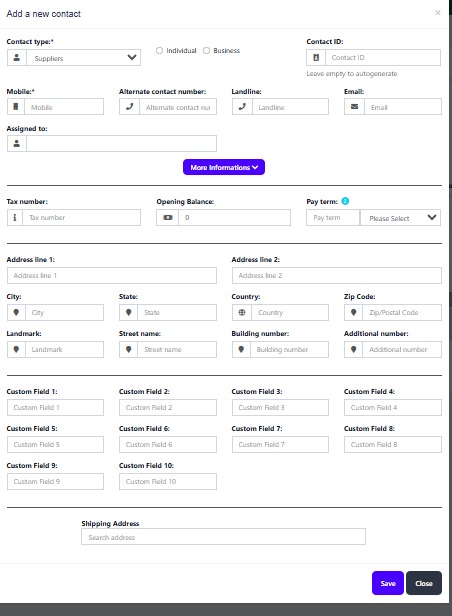 Add a new contact ×
Contact type:* Contact ID:
Suppliers Individual Business Contact ID
Leave empty to autogenerate
Mobile:* Alternate contact number: Landline: Email:
Mobile Alternate contact nu Landline Email
Assigned to:
More Informations
Tax number: Opening Balance: Pay term:
Tax number 0 Pay term Please Select
Address line 1: Address line 2:
Address line 1 Address line 2
City: State: Country: Zip Code:
City State Country Zip/Postal Code
Landmark: Street name: Building number: Additional number:
Landmark Street name Building number Additional number
Custom Field 1: Custom Field 2: Custom Field 3: Custom Field 4:
Custom Field 1 Custom Field 2 Custom Field 3 Custom Field 4
Custom Field 5: Custom Field 6: Custom Field 7: Custom Field 8:
Custom Field 5 Custom Field 6 Custom Field 7 Custom Field 8
Custom Field 9: Custom Field 10:
Custom Field 9 Custom Field 10
Shipping Address
Search address
Save Close